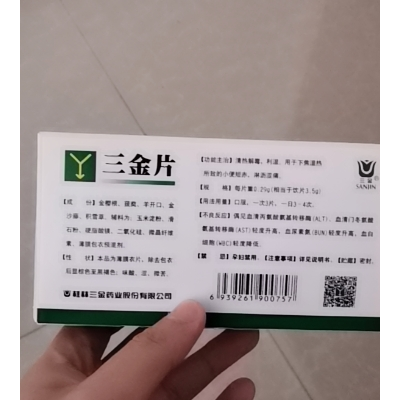 三金片
[成 分] 金樱根、菝葜、羊开口、金
沙藤、积雪草。辅料为：玉米淀粉、滑
石粉、硬脂酸镁、二氧化硅、微晶纤维
素、薄膜包衣预混剂。
[性 状] 本品为薄膜衣片，除去包衣
后显棕色至黑褐色；味酸、涩、微苦。
桂林三金药业股份有限公司
[功能主治] 清热解毒，利湿，用于下焦湿热
所致的小便短赤、淋沥涩痛，
[规 格] 每片重0.29g(相当于饮片3.5g)
[用法用量] 口服。一次3片，一日3-4次。
[不良反应] 偶见血清丙氨酸氨基转移酶(ALT)、血清门冬氨酸
氨基转移酶(AST)轻度升高，血尿素氮(BUN)轻度升高，血白
细胞(WBC)轻度降低。
[禁 忌] 孕妇禁用。[注意事项] 详见说明书。[贮藏] 密封。
三金
SANJIN
6939261900737